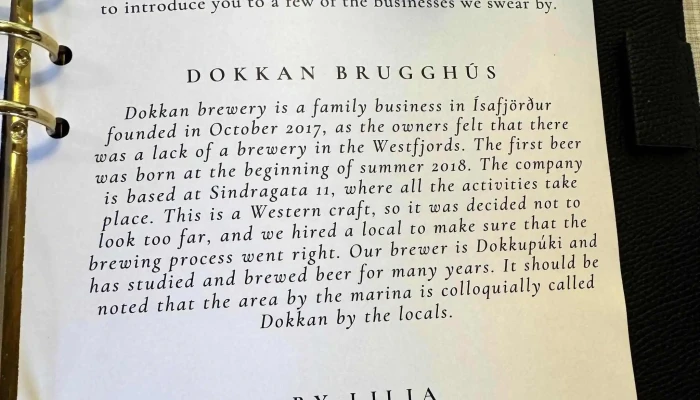 to introduce you to a few of the businesses we swear by.
DOKKAN BRUGGHÚS
Dokkan brewery is a family business in Ísafjörður
founded in October 2017, as the owners felt that there
was a lack of a brewery in the Westfjords. The first beer
was born at the beginning of summer 2018. The company
is based at Sindragata 11, where all the activities take
place. This is a Western craft, so it was decided not to
look too far, and we hired a local to make sure that the
brewing process went right. Our brewer is Dokkupúki and
has studied and brewed beer for many years. It should be
noted that the area by the marina is colloquially called
Dokkan by the locals.
BY LILJA